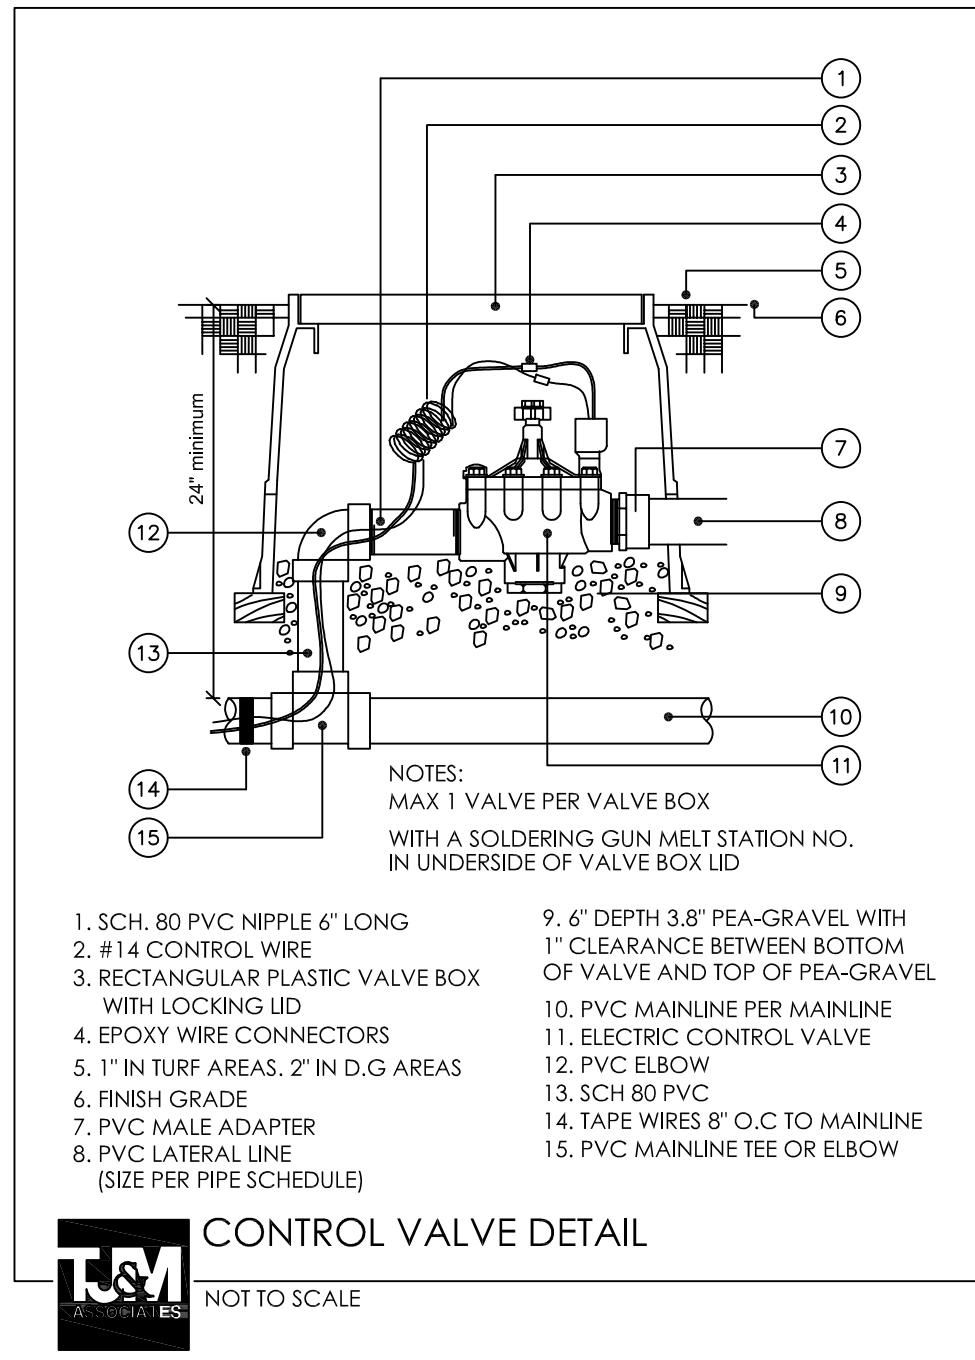 1
2
3
4
5
6
7
8
9
10
11
12
13
14
15
24" minimum
NOTES:
MAX 1 VALVE PER VALVE BOX
WITH A SOLDERING GUN MELT STATION NO.
IN UNDERSIDE OF VALVE BOX LID
1. SCH. 80 PVC NIPPLE 6" LONG
2. #14 CONTROL WIRE
3. RECTANGULAR PLASTIC VALVE BOX
WITH LOCKING LID
4. EPOXY WIRE CONNECTORS
5. 1" IN TURF AREAS. 2" IN D.G AREAS
6. FINISH GRADE
7. PVC MALE ADAPTER
8. PVC LATERAL LINE
(SIZE PER PIPE SCHEDULE)
9. 6" DEPTH 3.8" PEA-GRAVEL WITH
1" CLEARANCE BETWEEN BOTTOM
OF VALVE AND TOP OF PEA-GRAVEL
10. PVC MAINLINE PER MAINLINE
11. ELECTRIC CONTROL VALVE
12. PVC ELBOW
13. SCH 80 PVC
14. TAPE WIRES 8" O.C TO MAINLINE
15. PVC MAINLINE TEE OR ELBOW
TJ&M
ASSOCIATES
CONTROL VALVE DETAIL
NOT TO SCALE